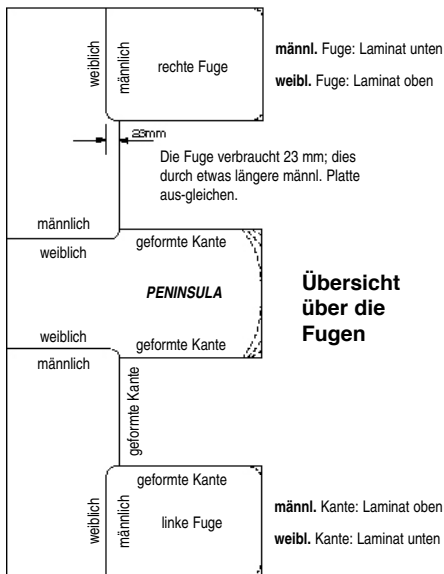 weiblich
männlich
rechte Fuge
männl. Fuge: Laminat unten
weibl. Fuge: Laminat oben
23mm
Die Fuge verbraucht 23 mm; dies
durch etwas längere männl. Platte
aus-gleichen.
männlich
weiblich
geformte Kante
PENINSULA
Übersicht
über die
Fugen
weiblich
männlich
geformte Kante
geformte Kante
geformte Kante
weiblich
männlich
linke Fuge
männl. Kante: Laminat oben
weibl. Kante: Laminat unten